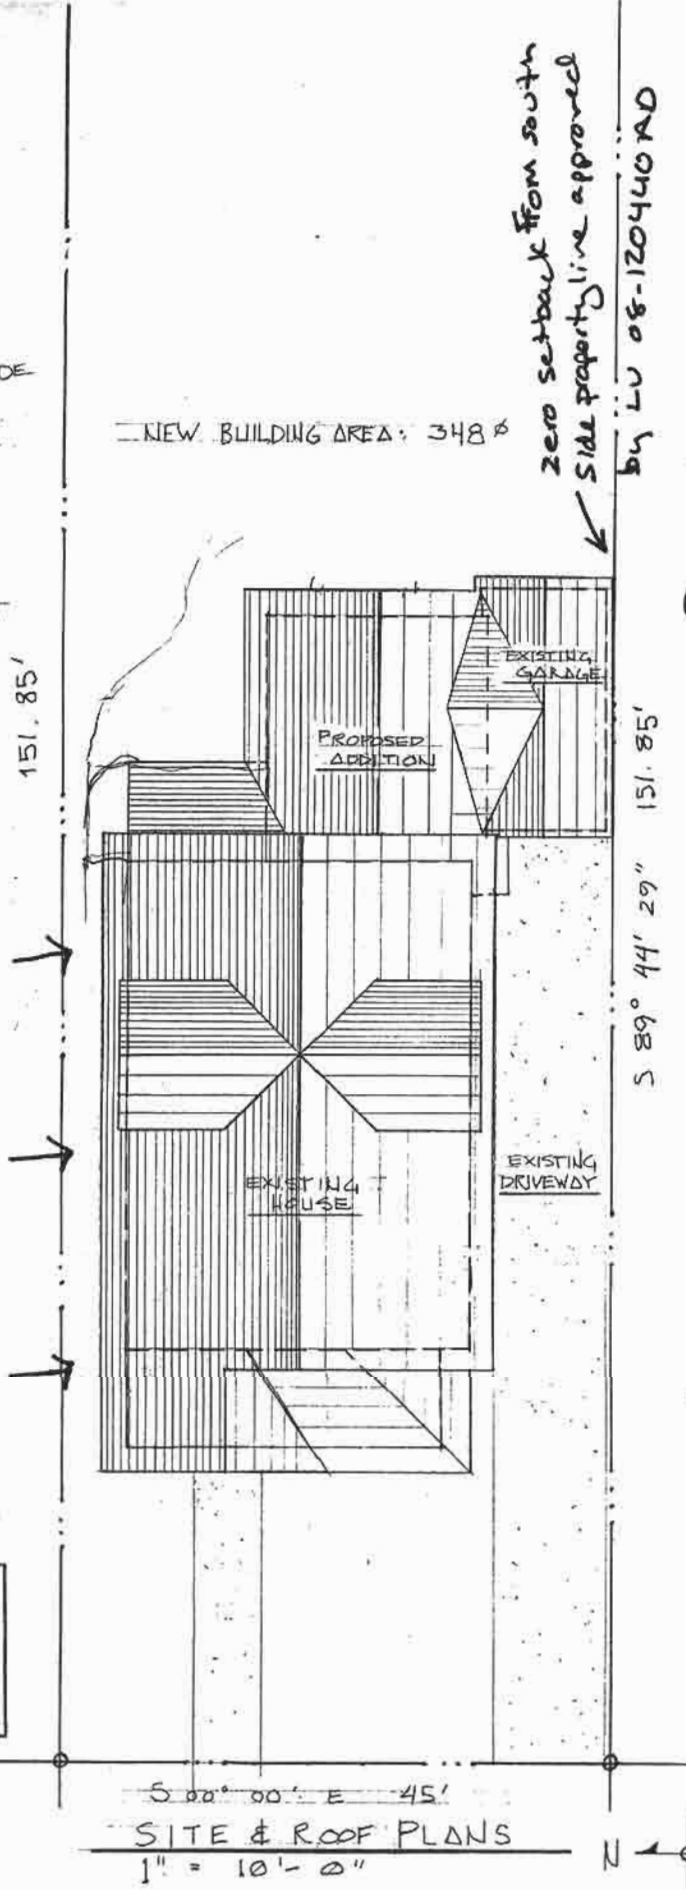 zero setback From south
side property line approved
by LU 08-120440 AD
DE
NEW BUILDING AREA: 348 ⌀
EXISTING
GARAGE
PROPOSED
ADDITION
151.85'
151.85'
S 89° 44' 29"
EXISTING
DRIVEWAY
EXISTING
HOUSE
S 00° 00' E 45'
SITE & ROOF PLANS
1" = 10'-0"
N